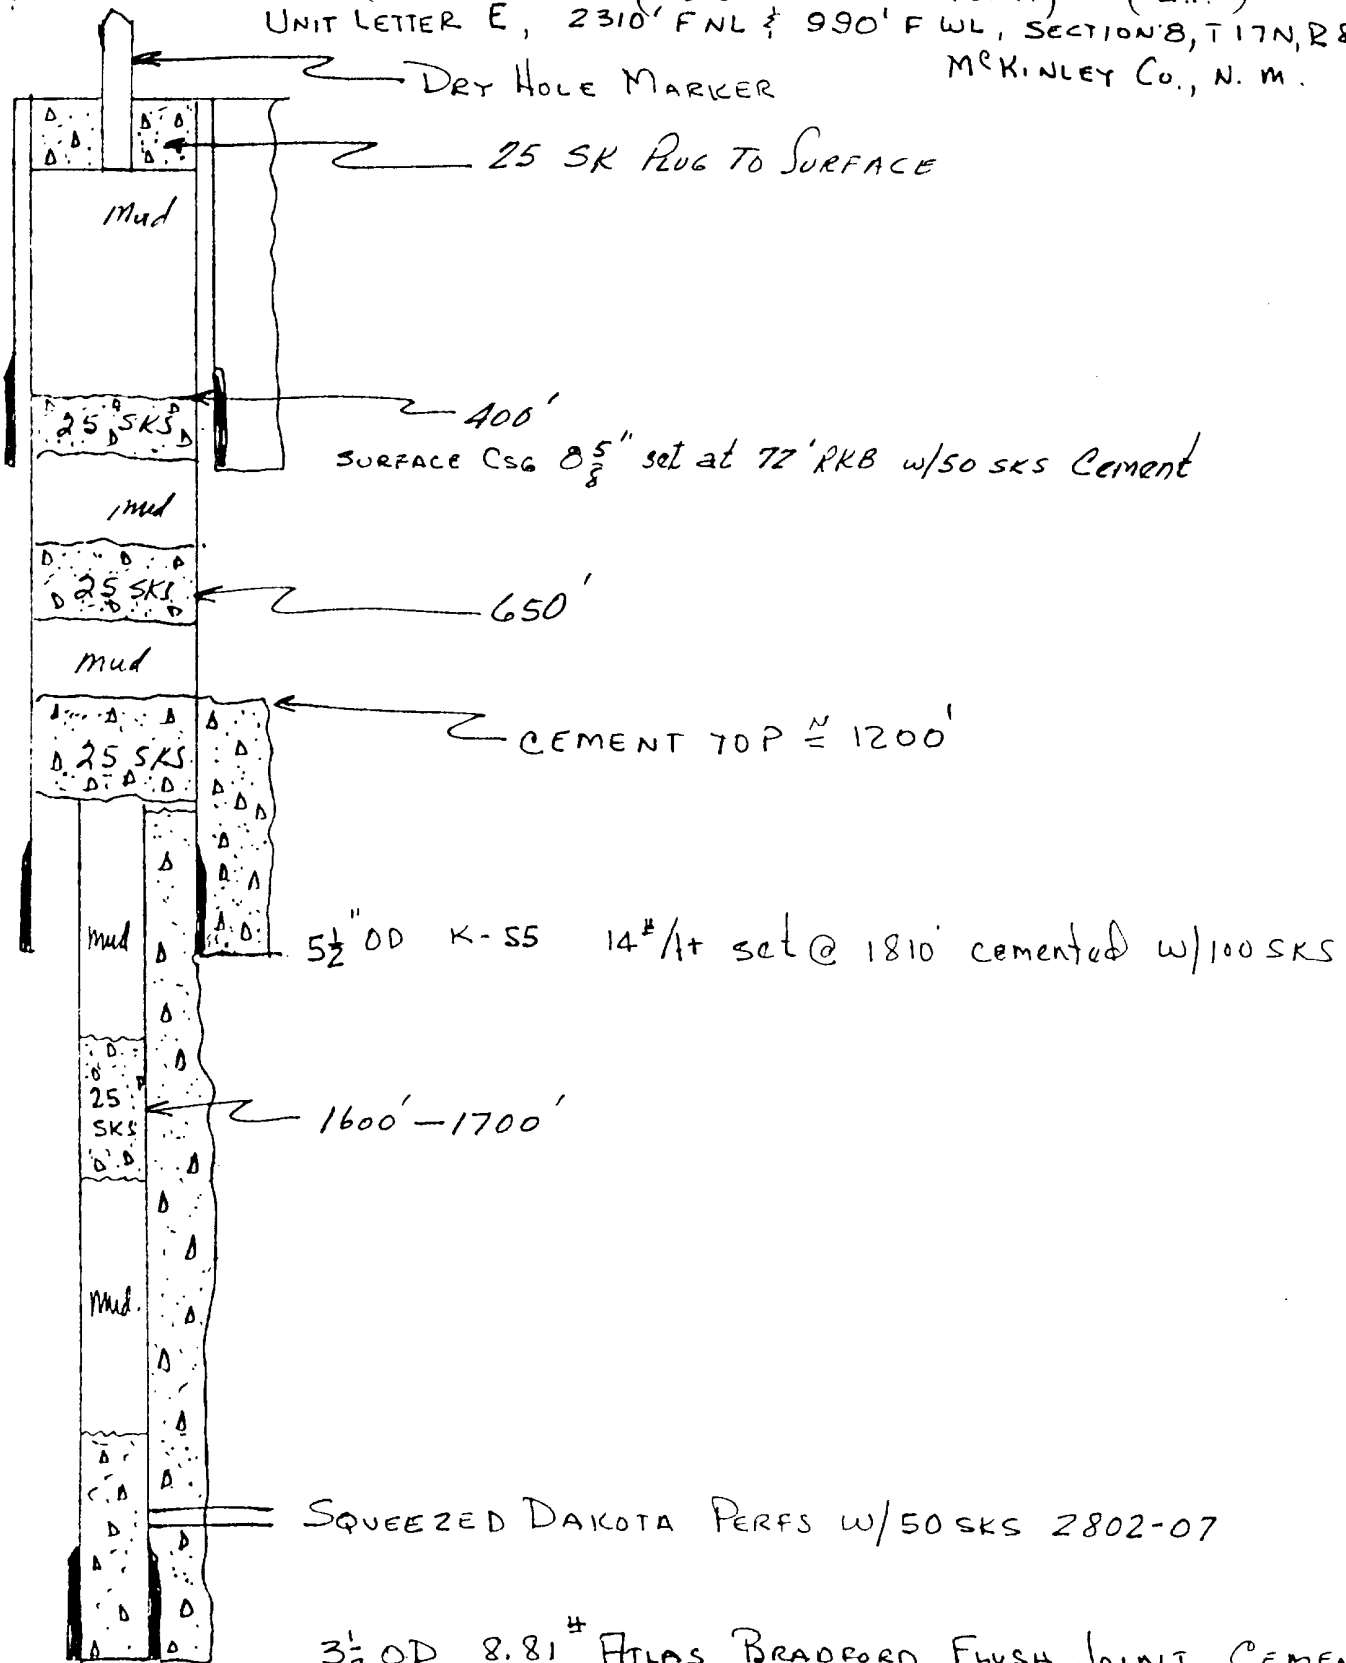 UNIT LETTER E, 2310' FNL & 990' FWL, SECTION 8, T17N, R8
McKINLEY Co., N. M.
DRY HOLE MARKER
25 SK PLUG TO SURFACE
mud
400'
25 SKS
SURFACE CSG 8 5/8" set at 72' RKB w/50 SKS Cement
mud
25 SKS
650'
mud
CEMENT TOP ≅ 1200'
25 SKS
mud
5 1/2" OD K-55 14#/ft set @ 1810' cemented w/100 SKS
25
SKS
1600'-1700'
mud.
SQUEEZED DAKOTA PERFS W/50 SKS 2802-07
3 1/2 OD 8.81# ATLAS BRADFORD FLUSH JOINT CEMEN